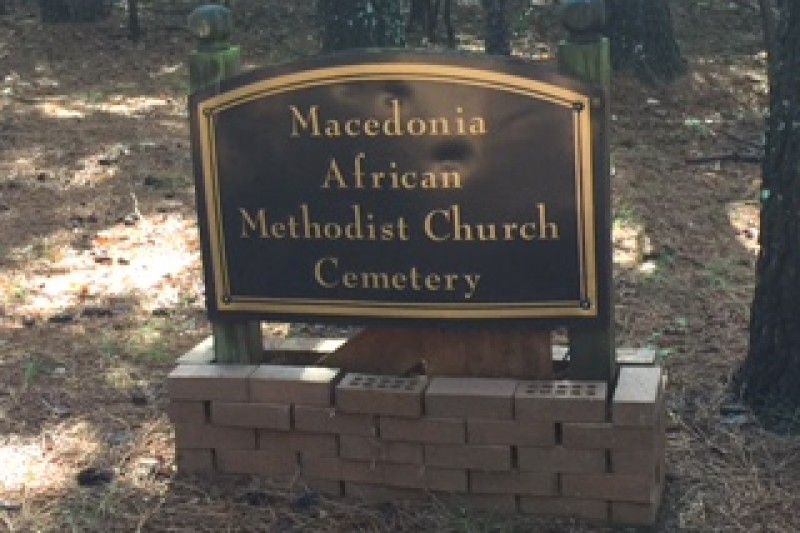 Macedonia
African
Methodist Church
Cemetery